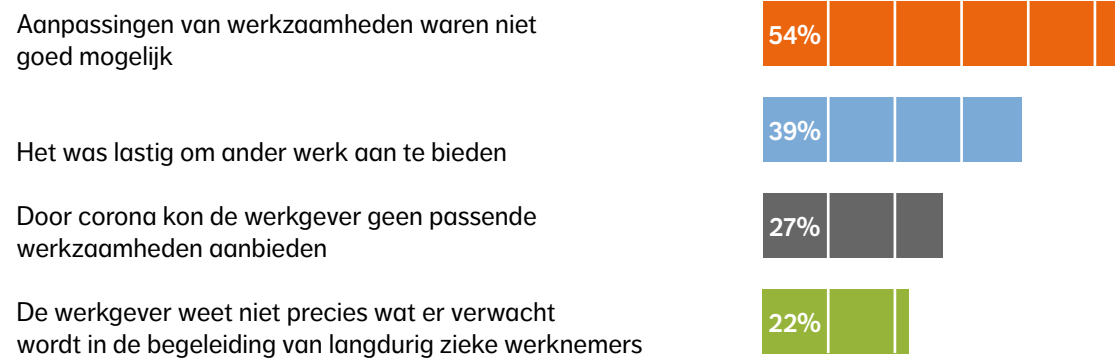 Aanpassingen van werkzaamheden waren niet
goed mogelijk
54%
Het was lastig om ander werk aan te bieden
39%
Door corona kon de werkgever geen passende
werkzaamheden aanbieden
27%
De werkgever weet niet precies wat er verwacht
wordt in de begeleiding van langdurig zieke werknemers
22%